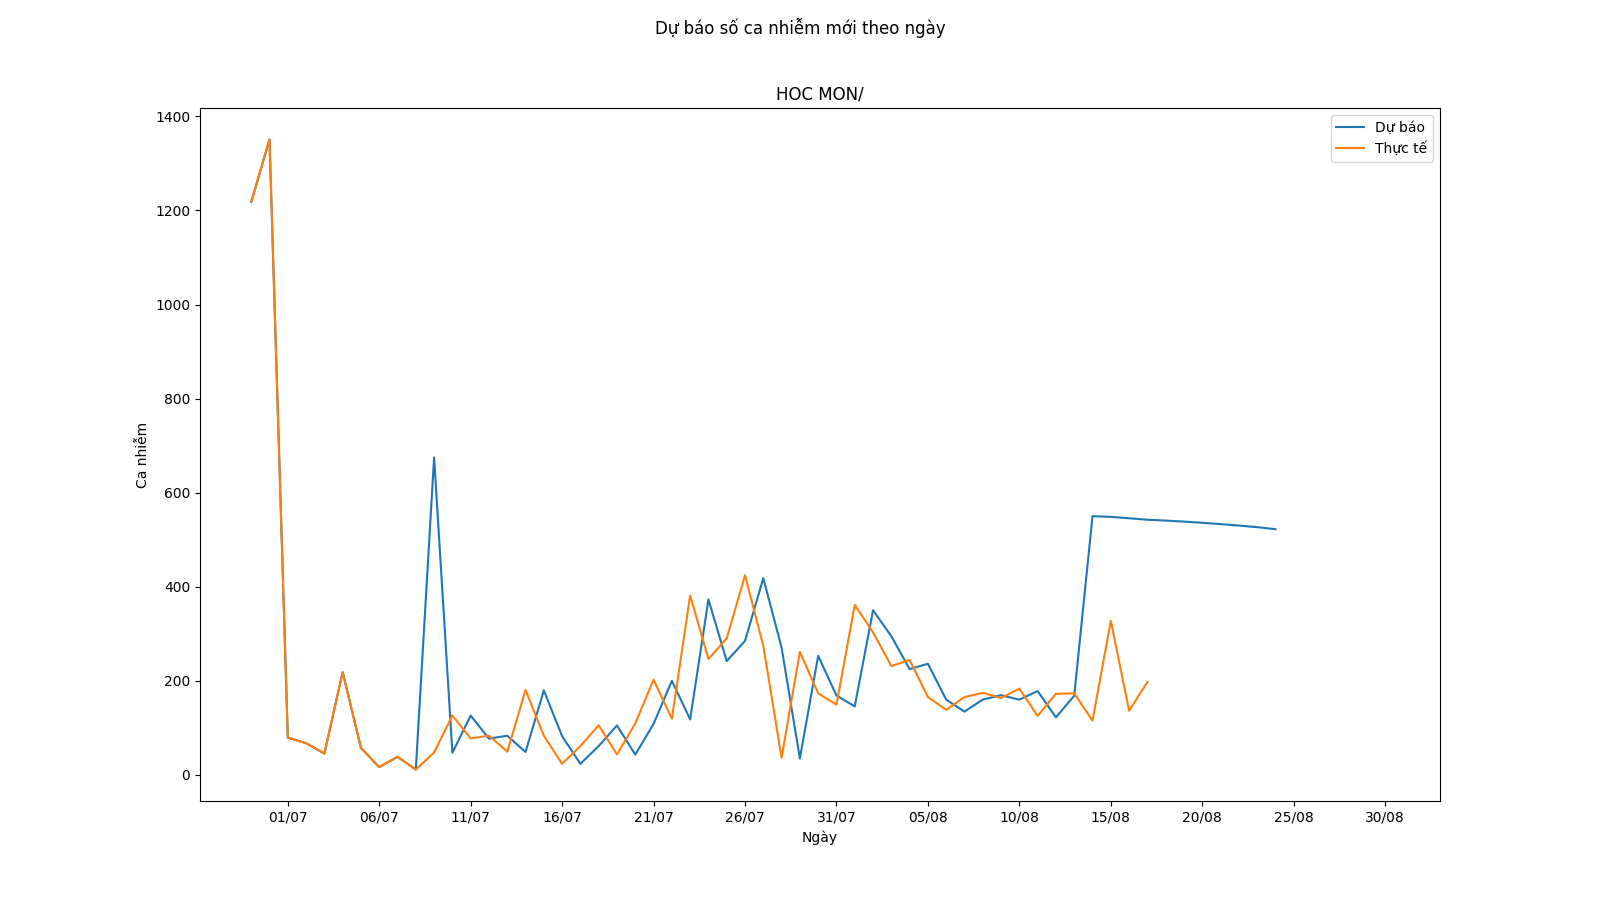 Dự báo số ca nhiễm mới theo ngày
HOC MON/
Dự báo
Thực tế
Ca nhiễm
1400
1200
1000
800
600
400
200
0
01/07 06/07 11/07 16/07 21/07 26/07 31/07 05/08 10/08 15/08 20/08 25/08 30/08
Ngày